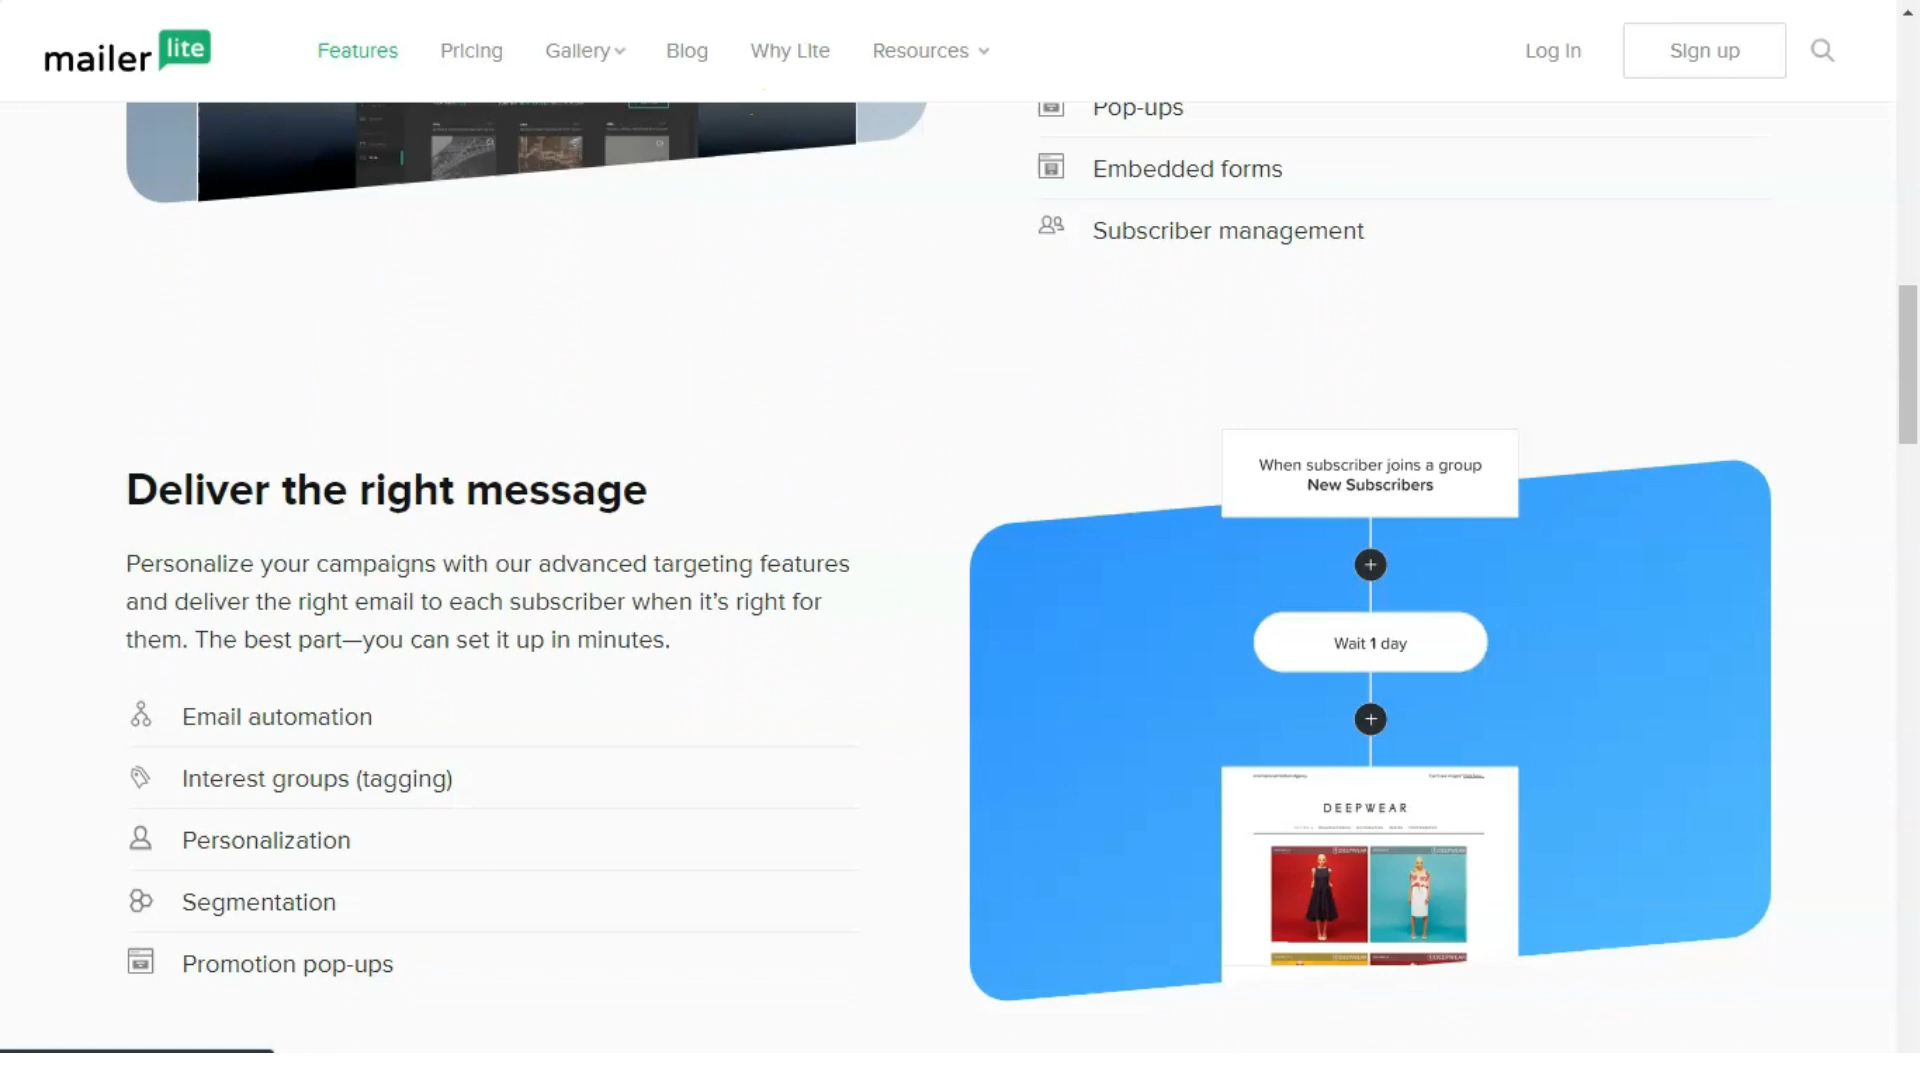 mailer lite
Features
Pricing
Gallery
Blog
Why Lite
Resources
Log In
Sign up
Pop-ups
Embedded forms
Subscriber management
Deliver the right message
Personalize your campaigns with our advanced targeting features
and deliver the right email to each subscriber when it’s right for
them. The best part—you can set it up in minutes.
Email automation
Interest groups (tagging)
Personalization
Segmentation
Promotion pop-ups
When subscriber joins a group
New Subscribers
Wait 1 day
DEEPWEAR